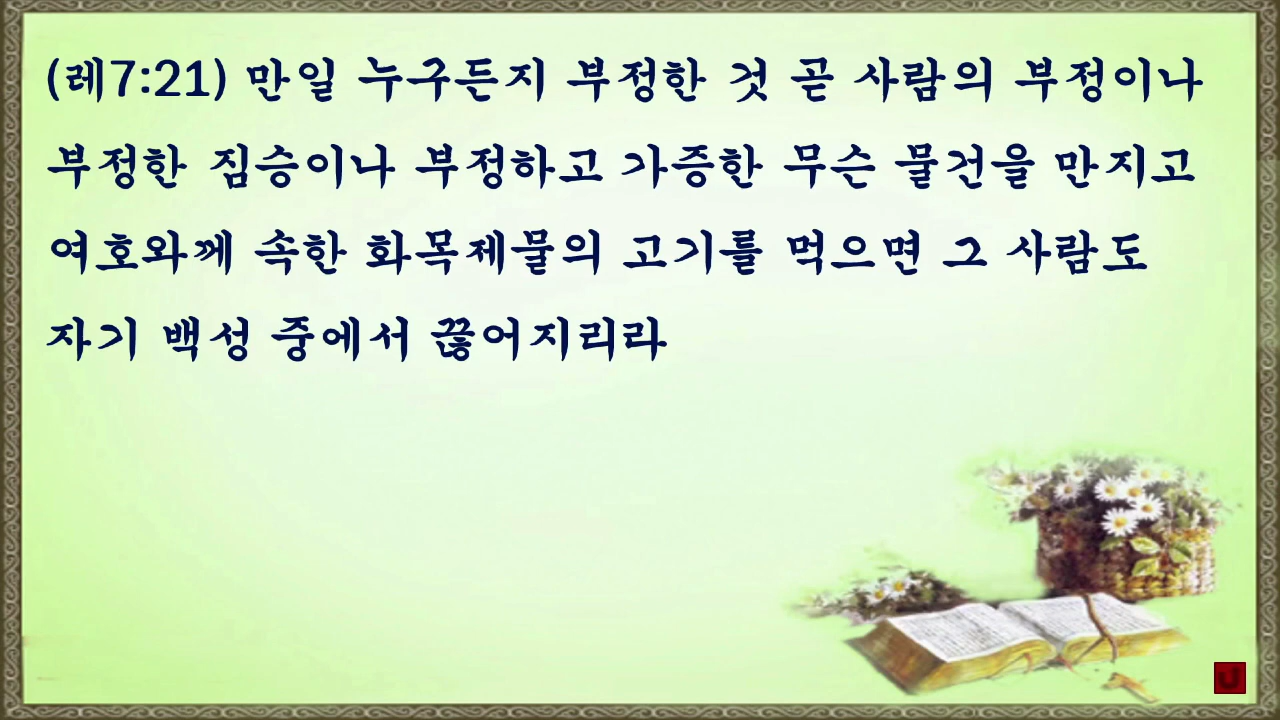 (레7:21) 만일 누구든지 부정한 것 곧 사람의 부정이나
부정한 짐승이나 부정하고 가증한 무슨 물건을 만지고
여호와께 속한 화목제물의 고기를 먹으면 그 사람도
자기 백성 중에서 끊어지리라